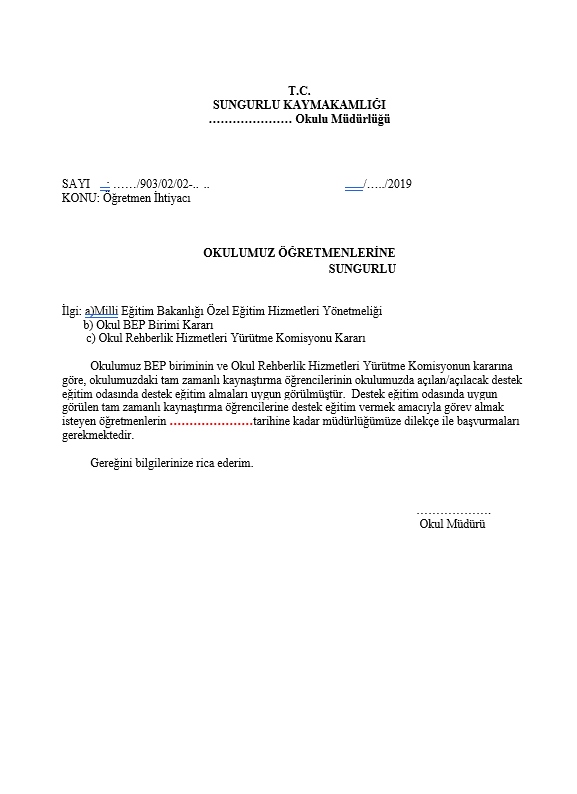 T.C.
SUNGURLU KAYMAKAMLIĞI
………………… Okulu Müdürlüğü
SAYI   : ……/903/02/02-.. ..   ___/…../2019
KONU: Öğretmen İhtiyacı
OKULUMUZ ÖĞRETMENLERİNE
SUNGURLU
İlgi: a)Milli Eğitim Bakanlığı Özel Eğitim Hizmetleri Yönetmeliği
b) Okul BEP Birimi Kararı
c) Okul Rehberlik Hizmetleri Yürütme Komisyonu Kararı
Okulumuz BEP biriminin ve Okul Rehberlik Hizmetleri Yürütme Komisyonun kararına
göre, okulumuzdaki tam zamanlı kaynaştırma öğrencilerinin okulumuzda açılan/açılacak destek
eğitim odasında destek eğitim almaları uygun görülmüştür.  Destek eğitim odasında uygun
görülen tam zamanlı kaynaştırma öğrencilerine destek eğitim vermek amacıyla görev almak
isteyen öğretmenlerin …………………tarihine kadar müdürlüğümüze dilekçe ile başvurmaları
gerekmektedir.
Gereğini bilgilerinize rica ederim.
……………….
Okul Müdürü